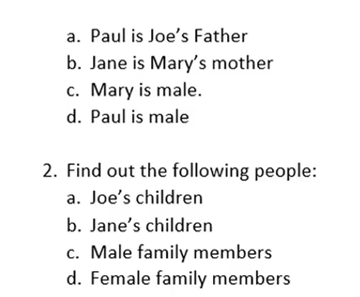 a. Paul is Joe's Father
b. Jane is Mary's mother
c. Mary is male.
d. Paul is male
2. Find out the following people:
a. Joe's children
b. Jane's children
c. Male family members
d. Female family members